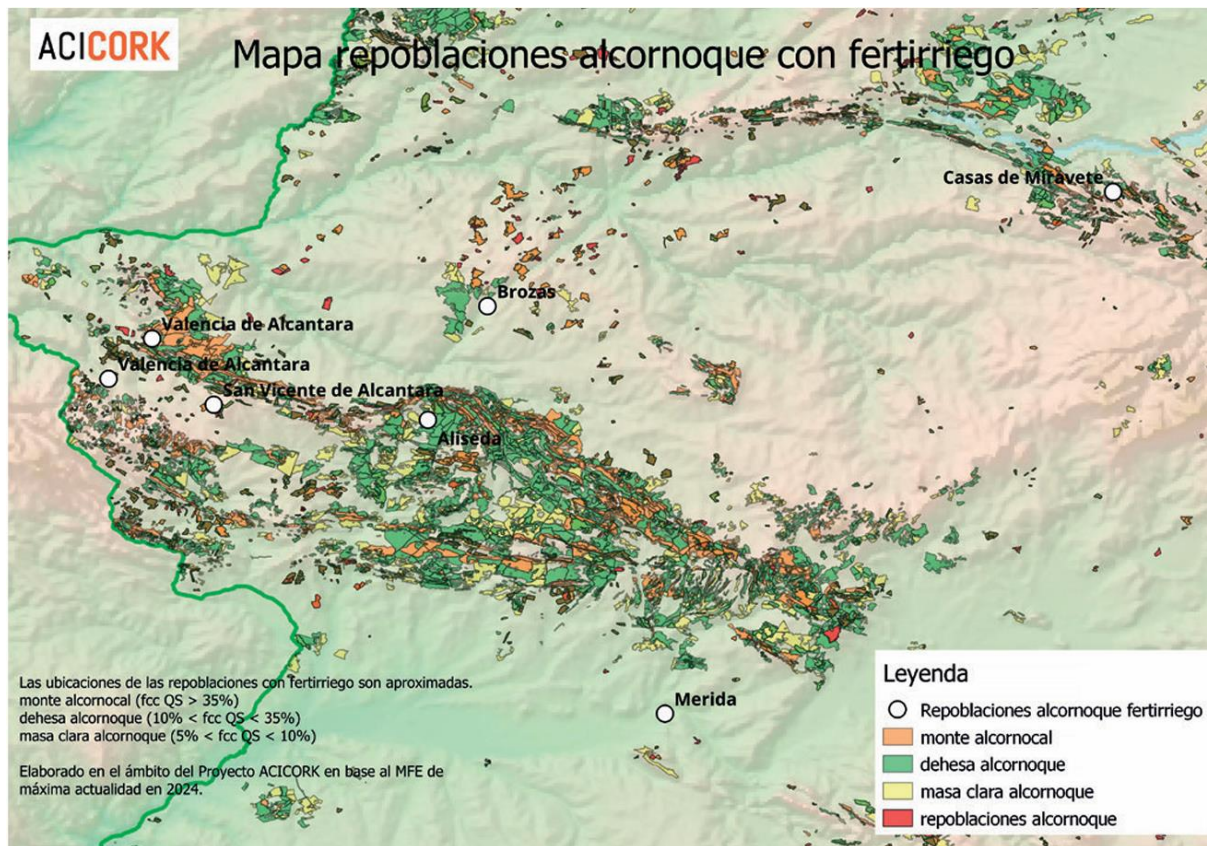 ACICORK
Mapa repoblaciones alcornoque con fertirriego
Casas de Miravete
Brozas
Valencia de Alcantara
Valencia de Alcantara
San Vicente de Alcantara
Aliseda
Merida
Las ubicaciones de las repoblaciones con fertirriego son aproximadas.
monte alcornocal (fcc QS > 35%)
dehesa alcornoque (10% < fcc QS < 35%)
masa clara alcornoque (5% < fcc QS < 10%)
Elaborado en el ámbito del Proyecto ACICORK en base al MFE de
máxima actualidad en 2024.
Leyenda
Repoblaciones alcornoque fertirriego
monte alcornocal
dehesa alcornoque
masa clara alcornoque
repoblaciones alcornoque